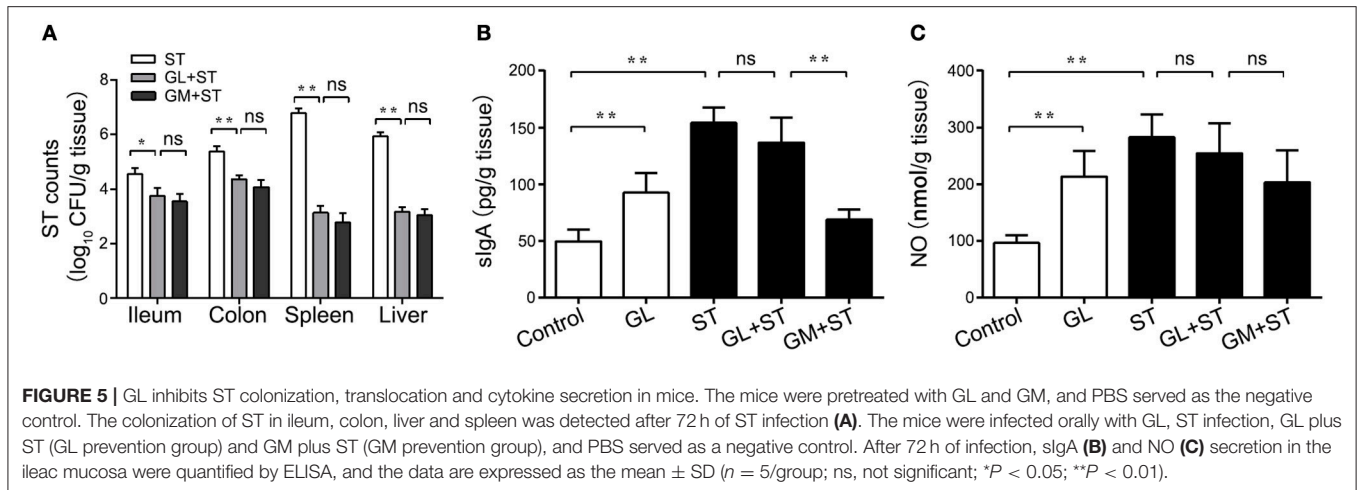 A
ST
GL+ST
GM+ST
ST counts
(log10 CFU/g tissue)
8
6
4
2
0
* ns
** ns
** ns
** ns
Ileum Colon Spleen Liver
B
sIgA (pg/g tissue)
200
150
100
50
0
** ns **
**
Control GL ST GL+ST GM+ST
C
NO (nmol/g tissue)
400
300
200
100
0
** ns ns
**
Control GL ST GL+ST GM+ST
FIGURE 5 | GL inhibits ST colonization, translocation and cytokine secretion in mice. The mice were pretreated with GL and GM, and PBS served as the negative
control. The colonization of ST in ileum, colon, liver and spleen was detected after 72 h of ST infection (A). The mice were infected orally with GL, ST infection, GL plus
ST (GL prevention group) and GM plus ST (GM prevention group), and PBS served as a negative control. After 72 h of infection, sIgA (B) and NO (C) secretion in the
ileac mucosa were quantified by ELISA, and the data are expressed as the mean ± SD (n = 5/group; ns, not significant; *P < 0.05; **P < 0.01).